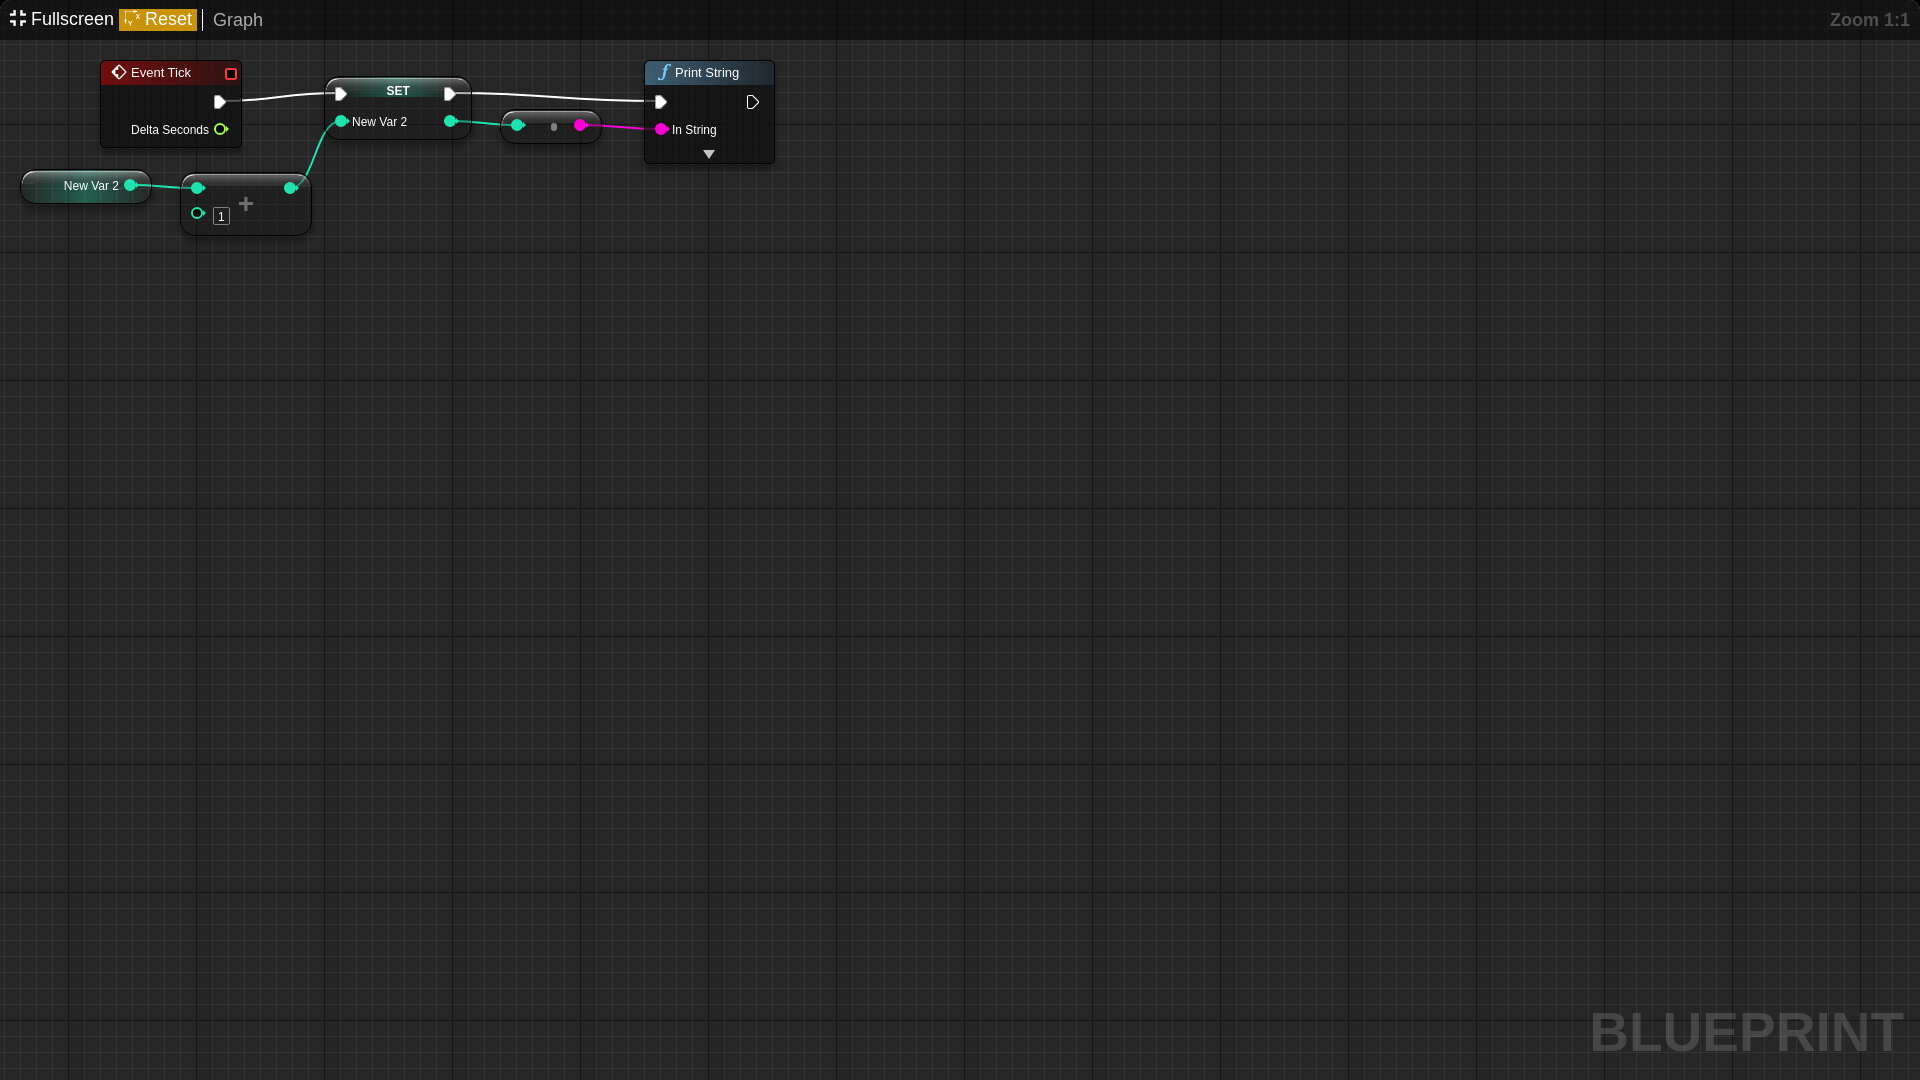 Fullscreen Reset Graph Zoom 1:1
Event Tick
Delta Seconds
SET
New Var 2
Print String
In String
New Var 2
1
+
BLUEPRINT